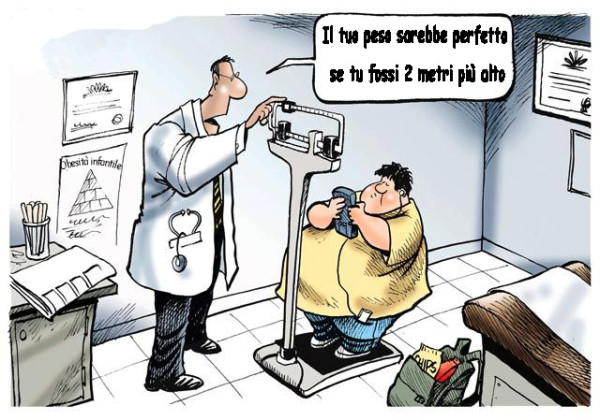 Il tuo peso sarebbe perfetto
se tu fossi 2 metri più alto
Obesità infantile
CHIPS